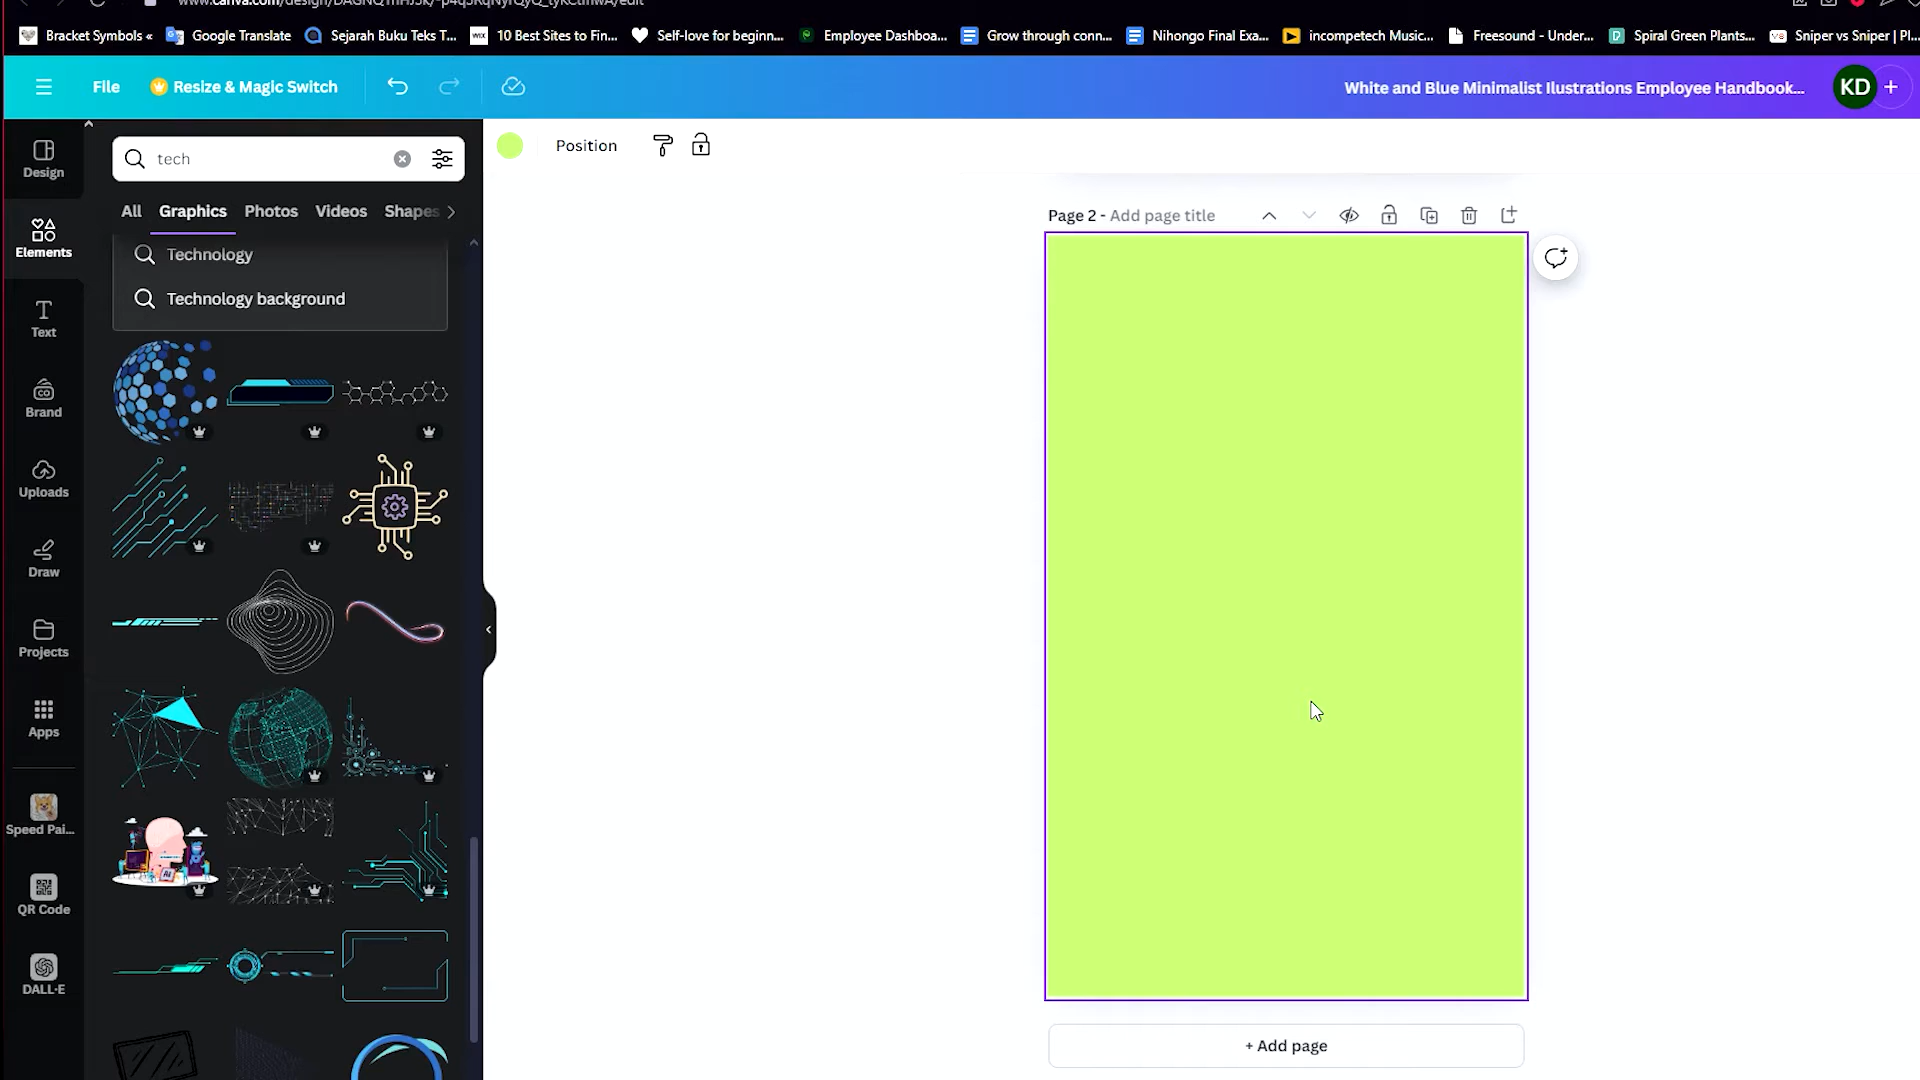 Bracket Symbols «
Google Translate
Sejarah Buku Teks T...
WIX
10 Best Sites to Fin...
Self-love for beginn...
Employee Dashboa...
Grow through conn...
Nihongo Final Exa...
incompetech Music...
Freesound - Under...
Spiral Green Plants...
Sniper vs Sniper | Pl...
File
Resize & Magic Switch
White and Blue Minimalist Ilustrations Employee Handbook...
KD
+
Design
Elements
Text
Brand
Uploads
Draw
Projects
Apps
Speed Pai...
QR Code
DALL·E
tech
All
Graphics
Photos
Videos
Shapes
Technology
Technology background
AI
Position
Page 2 - Add page title
+ Add page